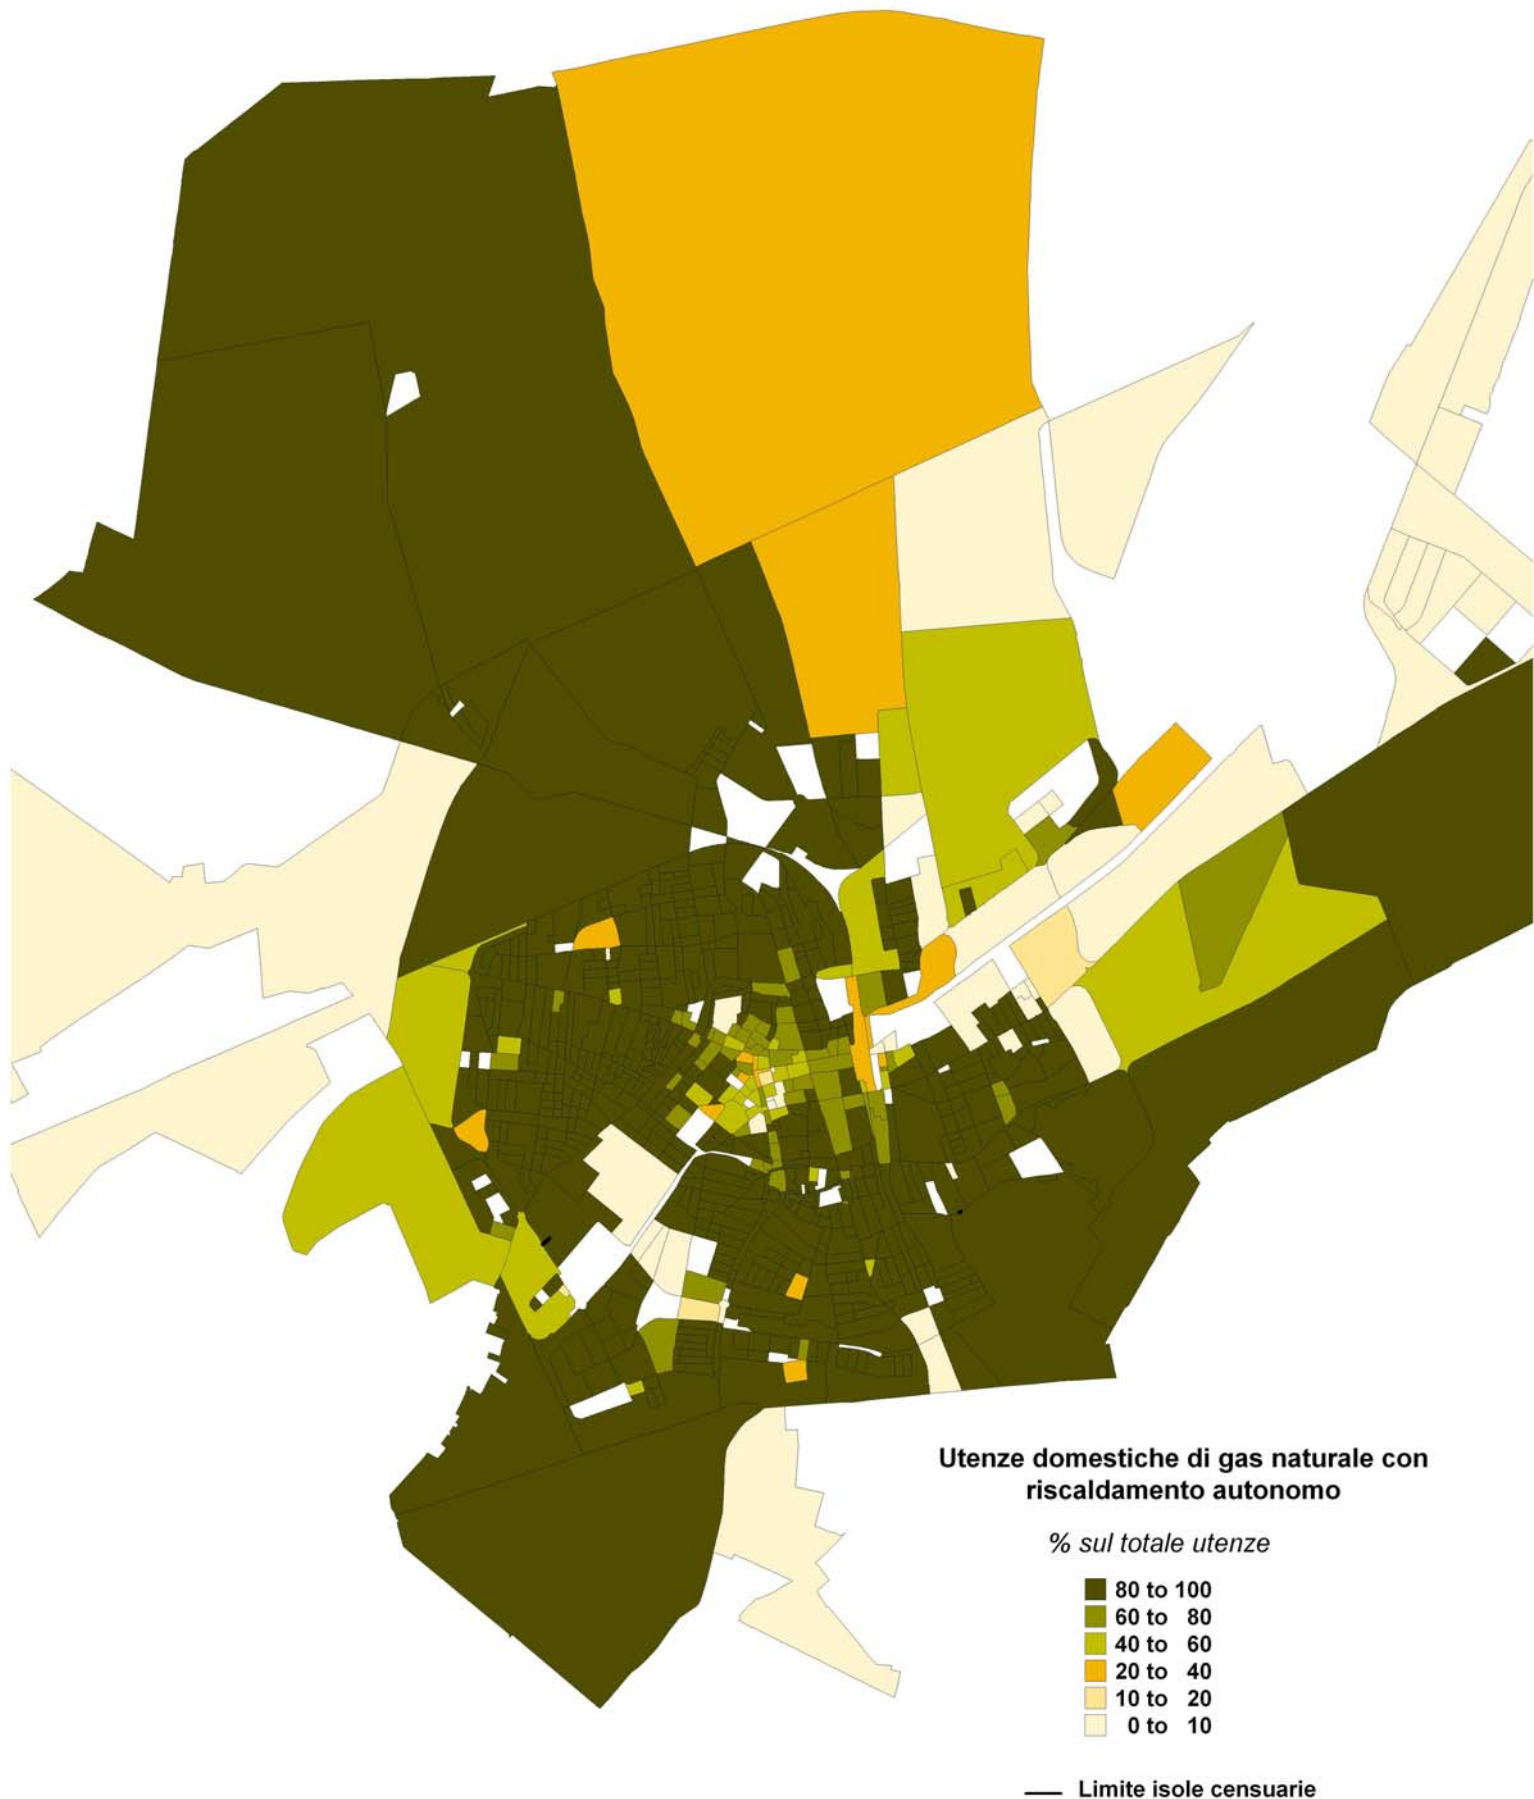 Utenze domestiche di gas naturale con
riscaldamento autonomo
% sul totale utenze
80 to 100
60 to 80
40 to 60
20 to 40
10 to 20
0 to 10
Limite isole censuarie